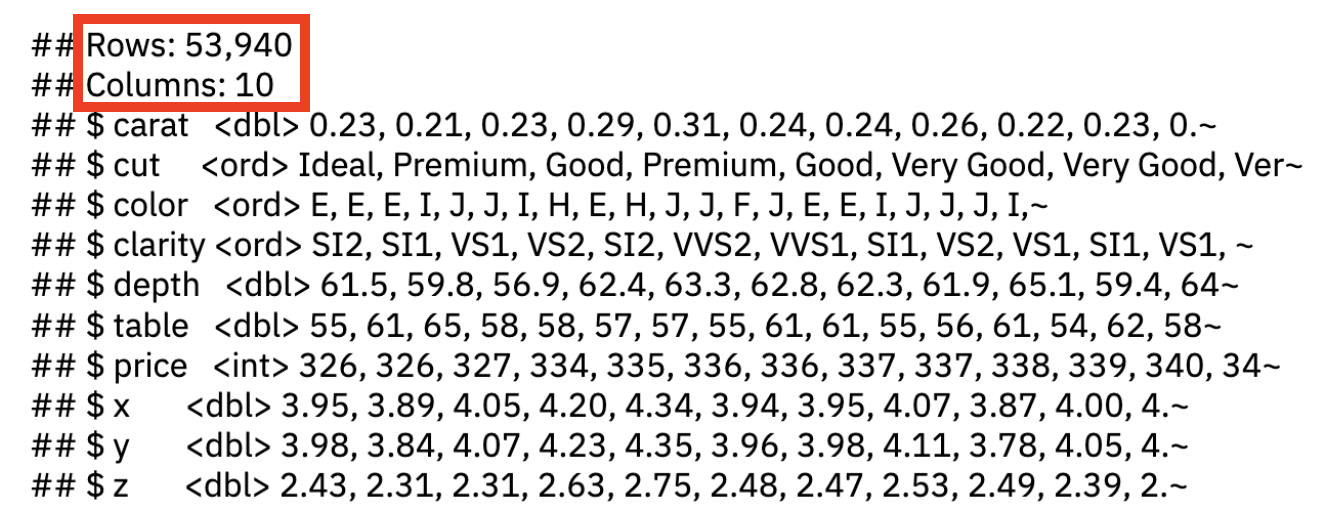 ## Rows: 53,940
## Columns: 10
## $ carat <dbl> 0.23, 0.21, 0.23, 0.29, 0.31, 0.24, 0.24, 0.26, 0.22, 0.23, 0.~
## $ cut <ord> Ideal, Premium, Good, Premium, Good, Very Good, Very Good, Ver~
## $ color <ord> E, E, E, I, J, J, I, H, E, H, J, J, F, J, E, E, I, J, J, J, I,~
## $ clarity <ord> SI2, SI1, VS1, VS2, SI2, VVS2, VVS1, SI1, VS2, VS1, SI1, VS1, ~
## $ depth <dbl> 61.5, 59.8, 56.9, 62.4, 63.3, 62.8, 62.3, 61.9, 65.1, 59.4, 64~
## $ table <dbl> 55, 61, 65, 58, 58, 57, 57, 55, 61, 61, 55, 56, 61, 54, 62, 58~
## $ price <int> 326, 326, 327, 334, 335, 336, 336, 337, 337, 338, 339, 340, 34~
## $ x <dbl> 3.95, 3.89, 4.05, 4.20, 4.34, 3.94, 3.95, 4.07, 3.87, 4.00, 4.~
## $ y <dbl> 3.98, 3.84, 4.07, 4.23, 4.35, 3.96, 3.98, 4.11, 3.78, 4.05, 4.~
## $ z <dbl> 2.43, 2.31, 2.31, 2.63, 2.75, 2.48, 2.47, 2.53, 2.49, 2.39, 2.~